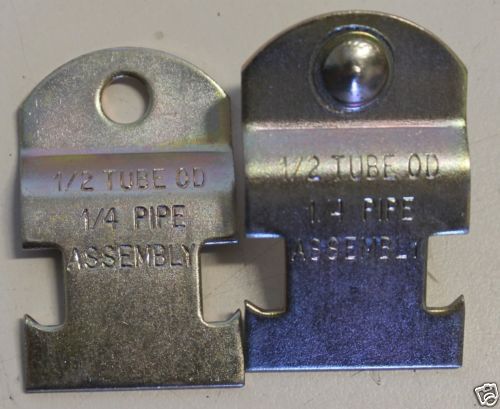 1/2 TUBE OD
1/4 PIPE
ASSEMBLY
1/2 TUBE OD
1/4 PIPE
ASSEMBLY